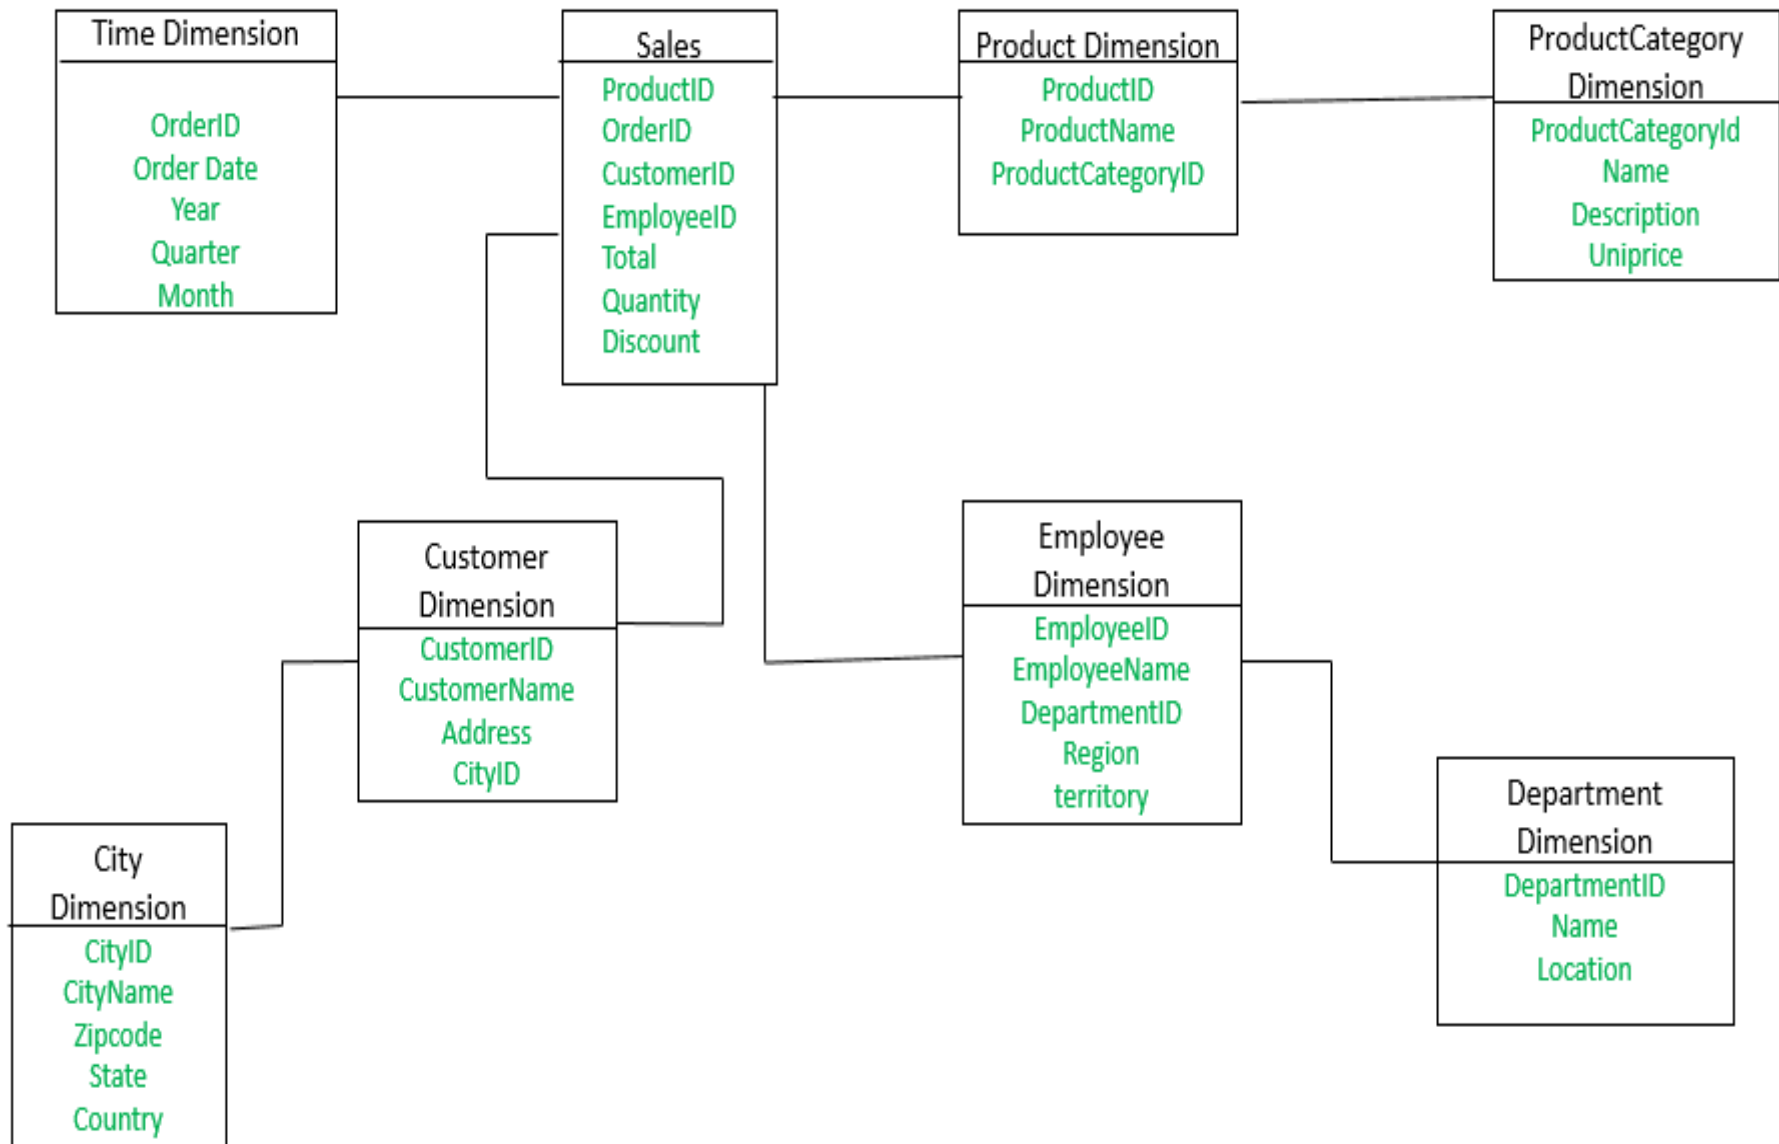 Time Dimension
OrderID
Order Date
Year
Quarter
Month
Sales
ProductID
OrderID
CustomerID
EmployeeID
Total
Quantity
Discount
Product Dimension
ProductID
ProductName
ProductCategoryID
ProductCategory
Dimension
ProductCategoryId
Name
Description
Uniprice
Customer
Dimension
CustomerID
CustomerName
Address
CityID
Employee
Dimension
EmployeeID
EmployeeName
DepartmentID
Region
territory
City
Dimension
CityID
CityName
Zipcode
State
Country
Department
Dimension
DepartmentID
Name
Location